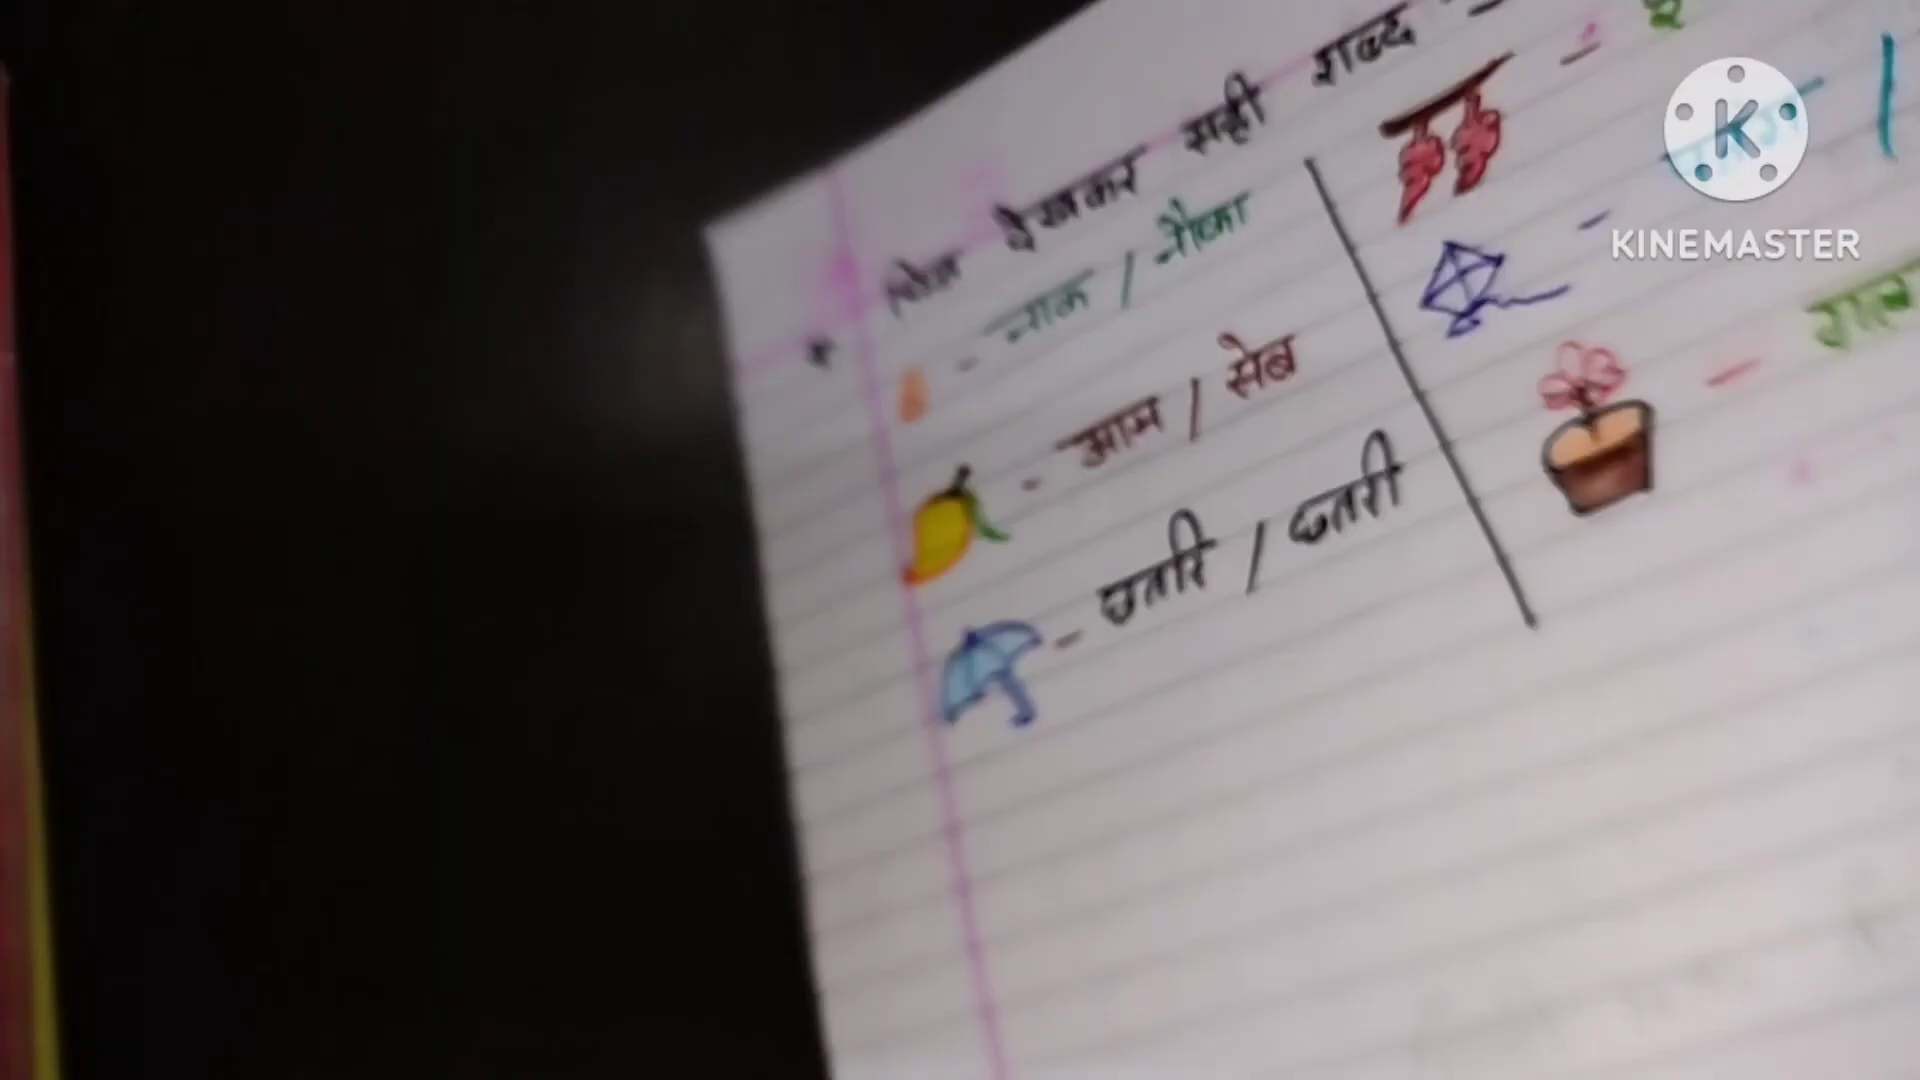 चित्र देखकर सही शब्द
- नाक / नौका
- आम / सेब
- छतरि / छतरी
K
KINEMASTER